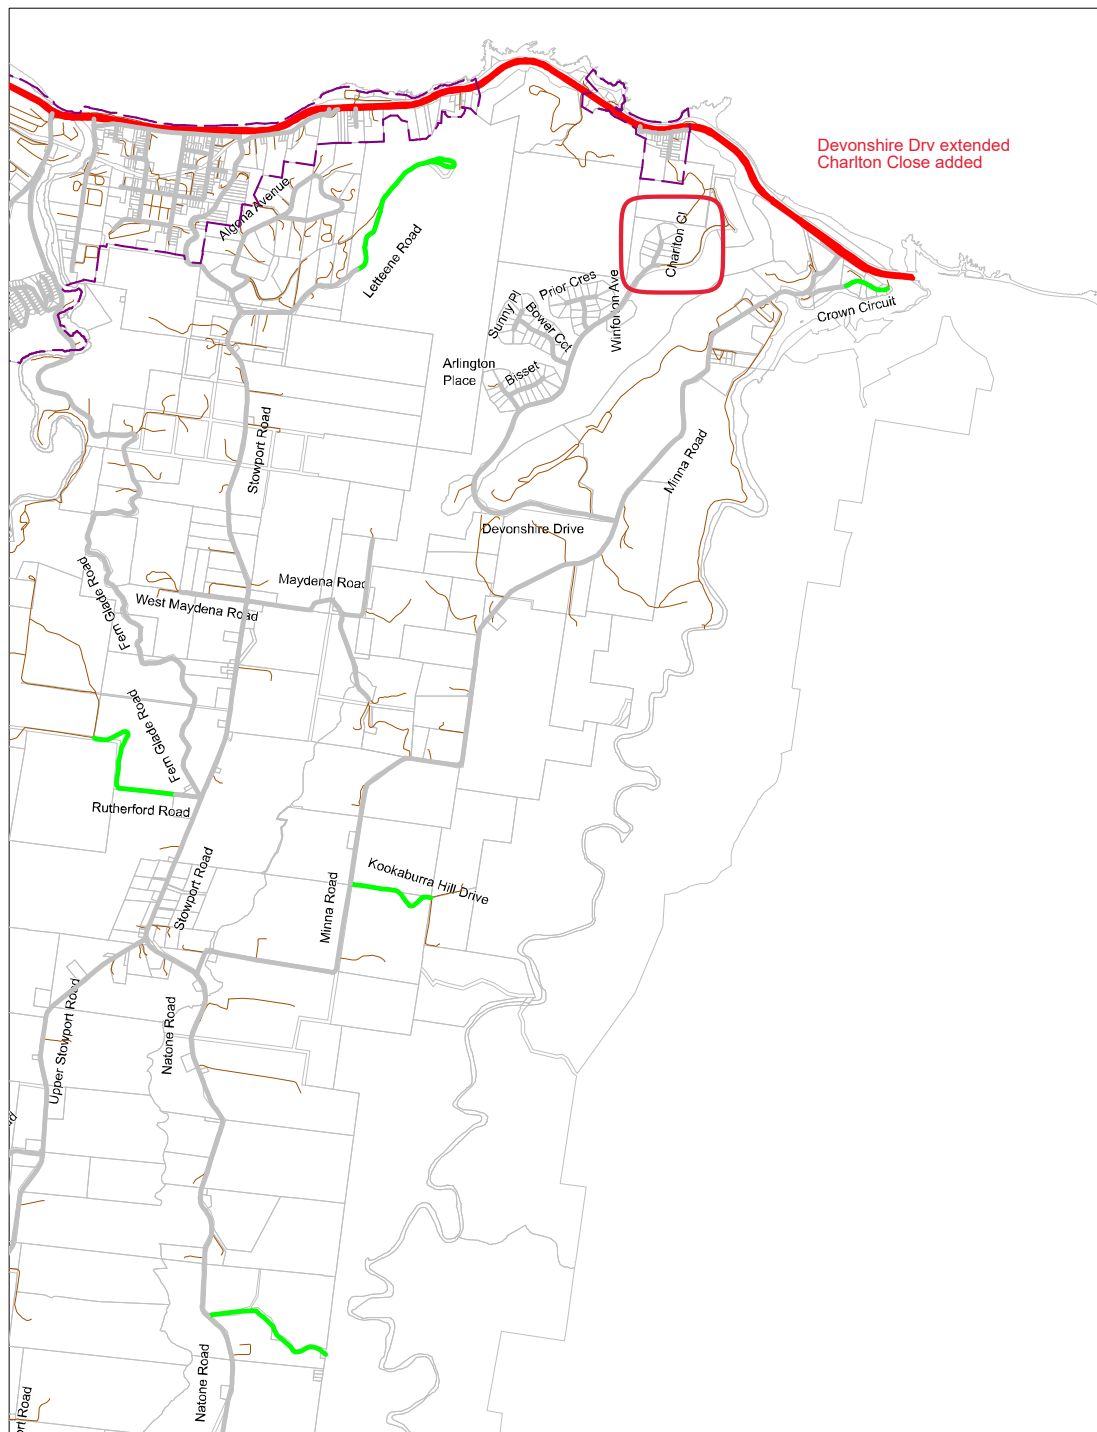 Devonshire Drv extended
Charlton Close added
Algona Avenue
Letteene Road
Charlton Cl
Prior Cres
Winforton Ave
Sunny Pl
Bower Cct
Crown Circuit
Arlington
Place
Bisset
Stowport Road
Minna Road
Devonshire Drive
Maydena Road
West Maydena Road
Fern Glade Road
Fern Glade Road
Rutherford Road
Stowport Road
Kookaburra Hill Drive
Minna Road
Upper Stowport Road
Natone Road
Natone Road
ort Road